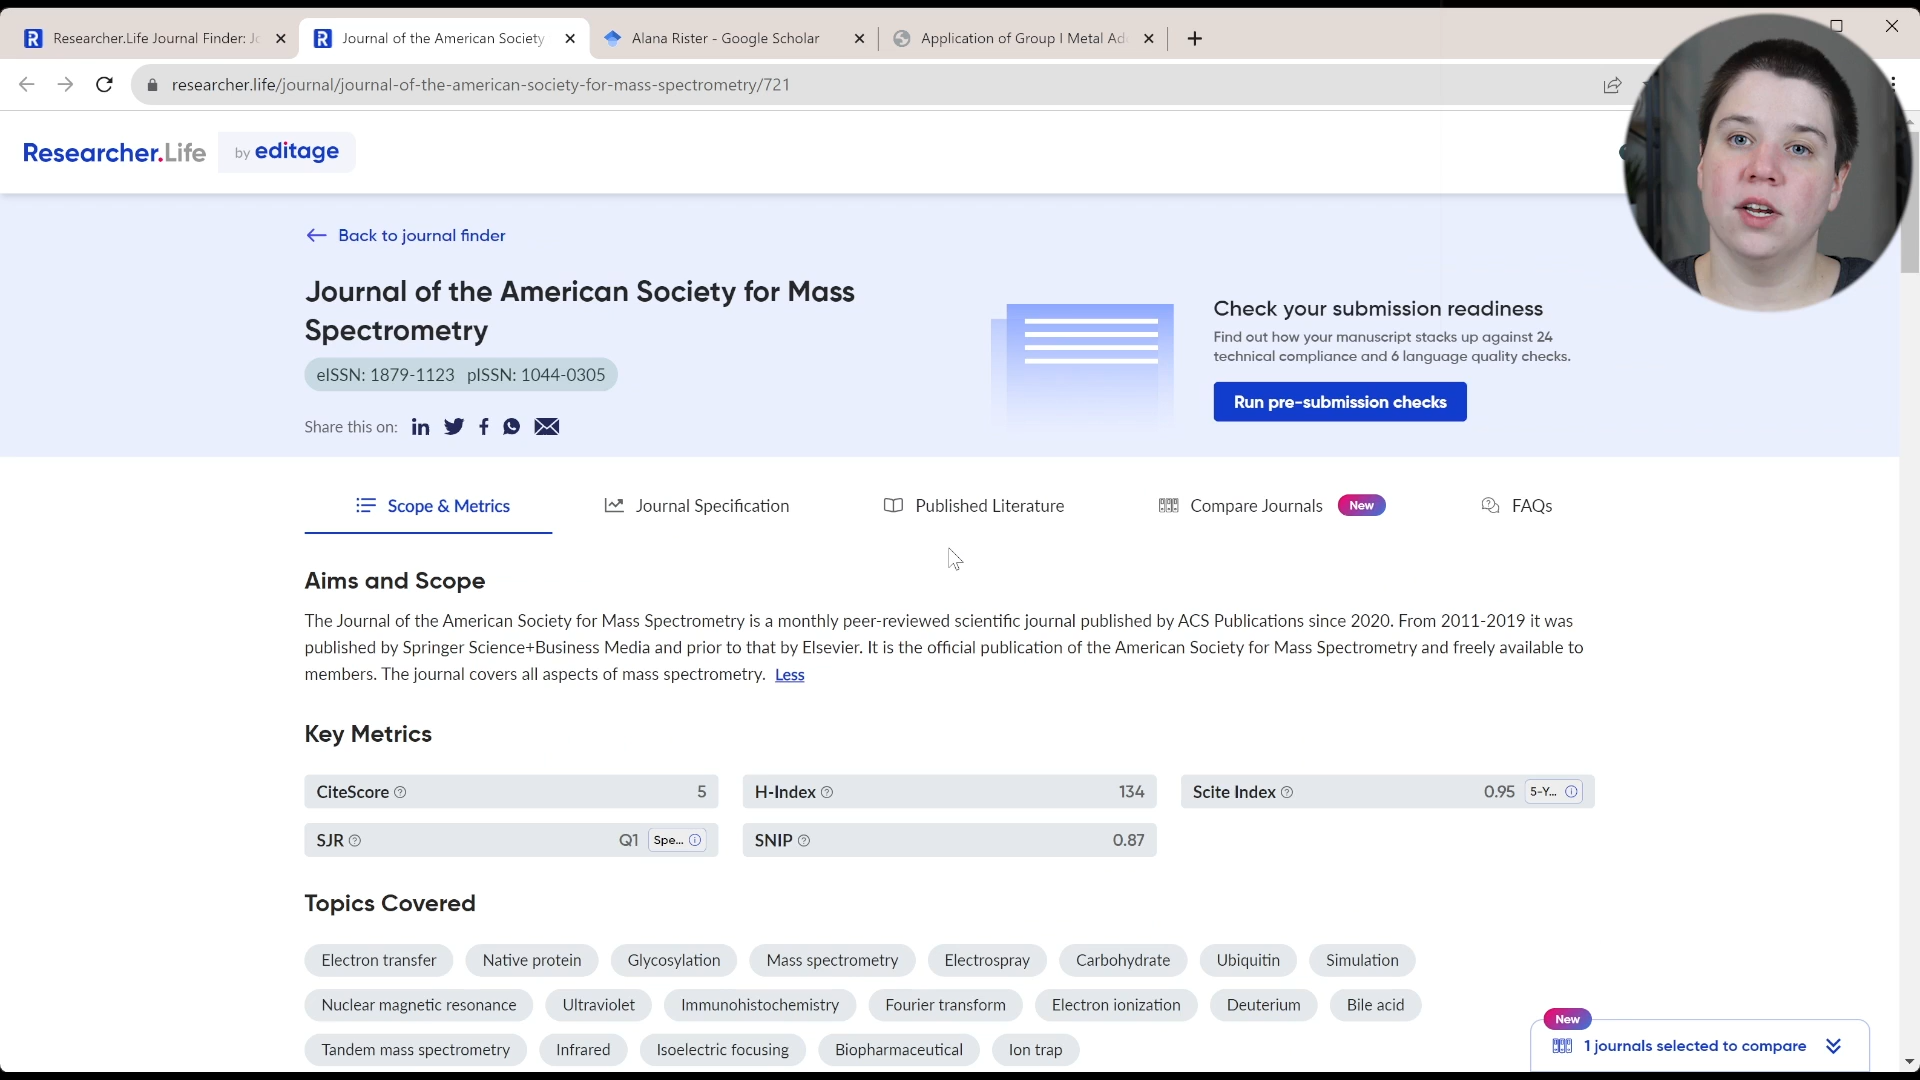 Researcher.Life Journal Finder: Jo
Journal of the American Society
Alana Rister - Google Scholar
Application of Group I Metal Ad
researcher.life/journal/journal-of-the-american-society-for-mass-spectrometry/721
Researcher.Life by editage
Back to journal finder
Journal of the American Society for Mass
Spectrometry
eISSN: 1879-1123 pISSN: 1044-0305
Share this on:
Check your submission readiness
Find out how your manuscript stacks up against 24
technical compliance and 6 language quality checks.
Run pre-submission checks
Scope & Metrics
Journal Specification
Published Literature
Compare Journals New
FAQs
Aims and Scope
The Journal of the American Society for Mass Spectrometry is a monthly peer-reviewed scientific journal published by ACS Publications since 2020. From 2011-2019 it was
published by Springer Science+Business Media and prior to that by Elsevier. It is the official publication of the American Society for Mass Spectrometry and freely available to
members. The journal covers all aspects of mass spectrometry. Less
Key Metrics
CiteScore 5
H-Index 134
Scite Index 0.95 5-Y...
SJR Q1 Spe...
SNIP 0.87
Topics Covered
Electron transfer Native protein Glycosylation Mass spectrometry Electrospray Carbohydrate Ubiquitin Simulation
Nuclear magnetic resonance Ultraviolet Immunohistochemistry Fourier transform Electron ionization Deuterium Bile acid
Tandem mass spectrometry Infrared Isoelectric focusing Biopharmaceutical Ion trap
New
1 journals selected to compare